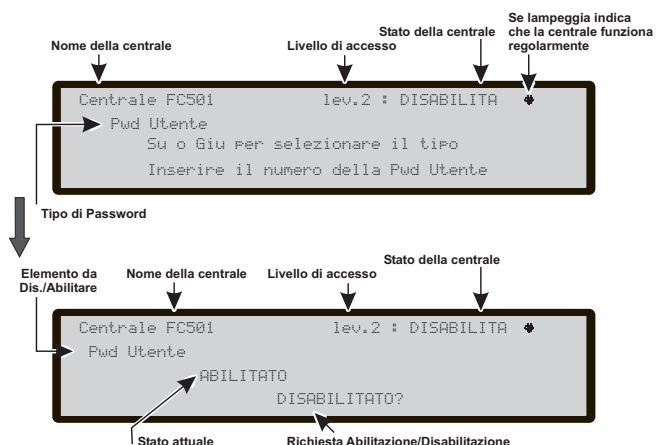 Se lampeggia indica
che la centrale funziona
regolarmente
Stato della centrale
Nome della centrale
Livello di accesso
Centrale FC501 lev.2 : DISABILITA
Pwd Utente
Su o Giu per selezionare il tipo
Inserire il numero della Pwd Utente
Tipo di Password
Stato della centrale
Elemento da
Dis./Abilitare
Nome della centrale
Livello di accesso
Centrale FC501 lev.2 : DISABILITA
Pwd Utente
ABILITATO
DISABILITATO?
Stato attuale
Richiesta Abilitazione/Disabilitazione